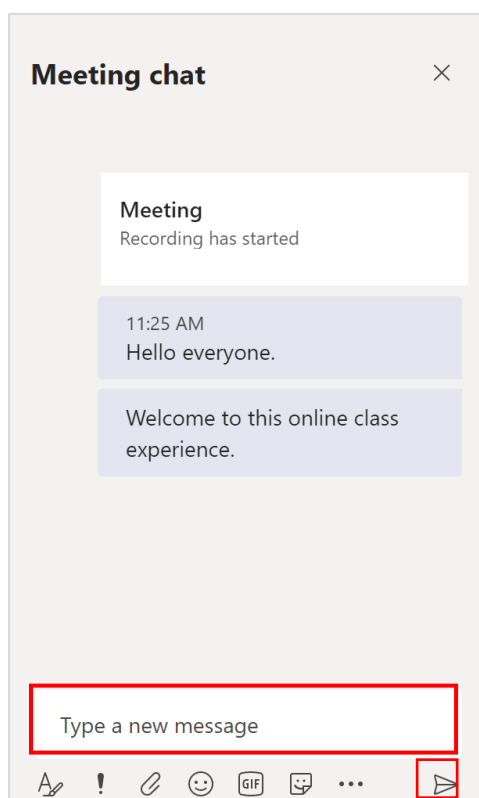 Meeting chat
Meeting
Recording has started
11:25 AM
Hello everyone.
Welcome to this online class
experience.
Type a new message
GIF